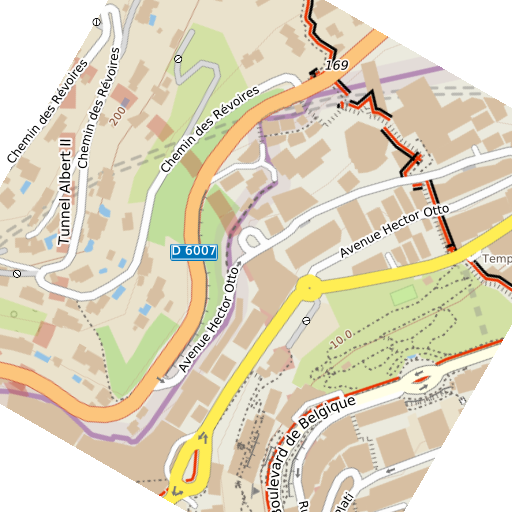 169
Chemin des Révoires
Chemin des Révoires
Chemin des Révoires
200
Tunnel Albert II
Avenue Hector Otto
D 6007
Temp
Avenue Hector Otto
-10.0
Boulevard de Belgique
Plati